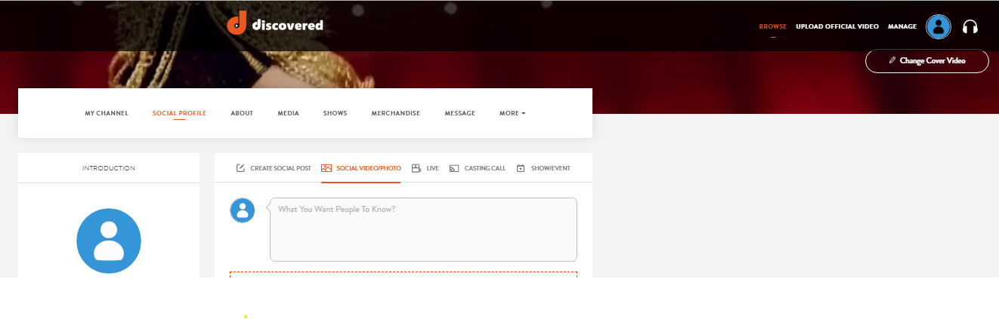 discovered
BROWSE UPLOAD OFFICIAL VIDEO MANAGE
Change Cover Video
MY CHANNEL SOCIAL PROFILE ABOUT MEDIA SHOWS MERCHANDISE MESSAGE MORE
INTRODUCTION
CREATE SOCIAL POST SOCIAL VIDEO/PHOTO LIVE CASTING CALL SHOW/EVENT
What You Want People To Know?